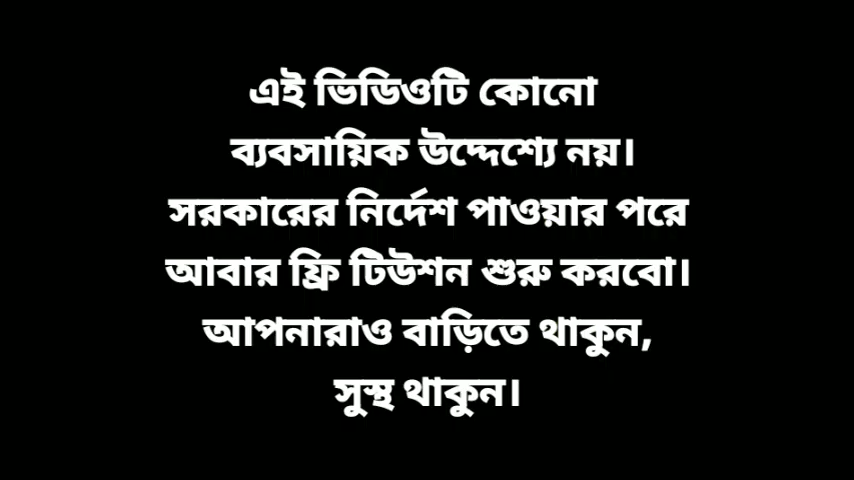 এই ভিডিওটি কোনো
ব্যবসায়িক উদ্দেশ্যে নয়।
সরকারের নির্দেশ পাওয়ার পরে
আবার ফ্রি টিউশন শুরু করবো।
আপনারাও বাড়িতে থাকুন,
সুস্থ থাকুন।